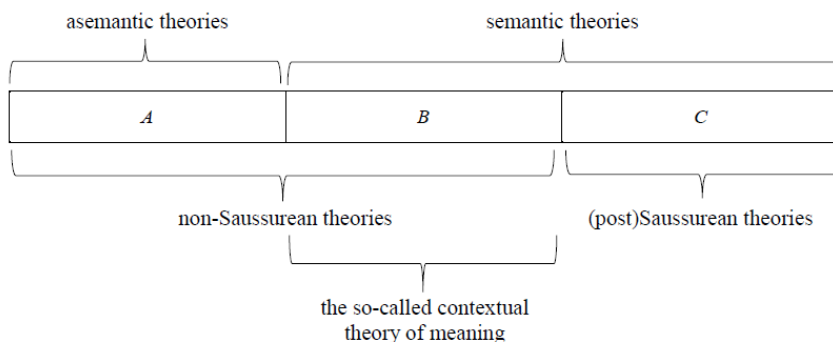 asemantic theories
semantic theories
A
B
C
non-Saussurean theories
(post)Saussurean theories
the so-called contextual
theory of meaning